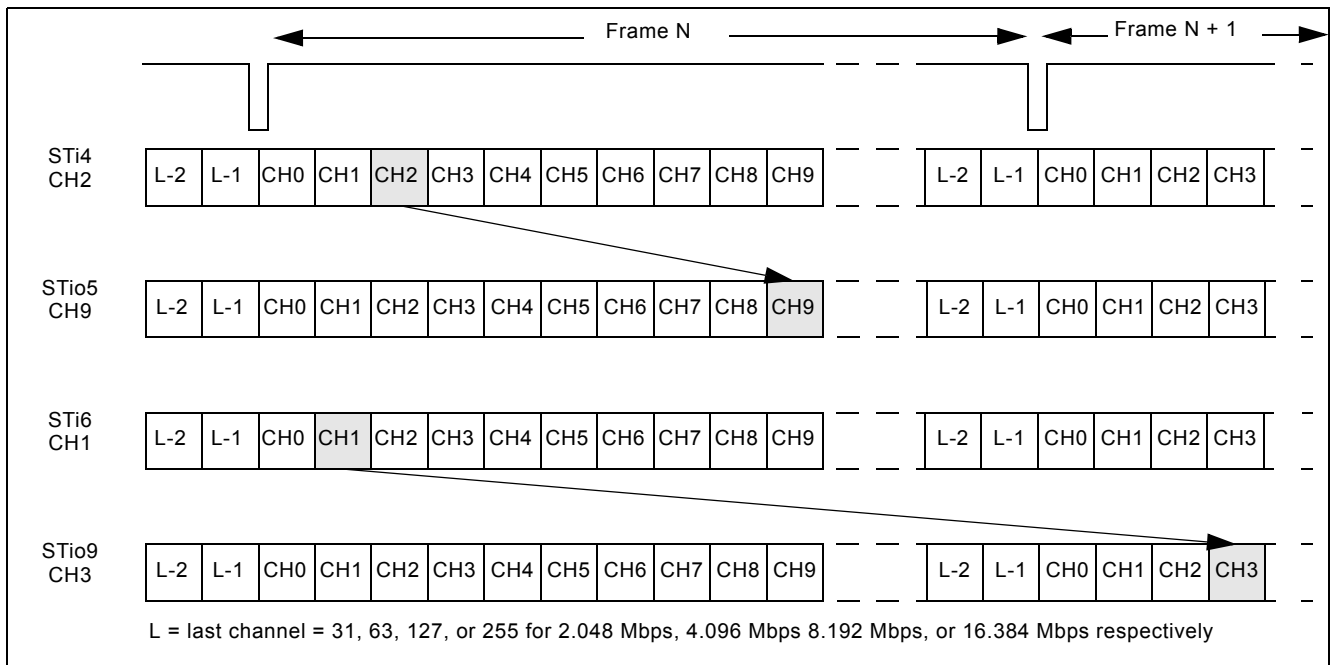 Frame N
Frame N + 1
STi4
CH2
L-2 L-1 CH0 CH1 CH2 CH3 CH4 CH5 CH6 CH7 CH8 CH9 L-2 L-1 CH0 CH1 CH2 CH3
STio5
CH9
L-2 L-1 CH0 CH1 CH2 CH3 CH4 CH5 CH6 CH7 CH8 CH9 L-2 L-1 CH0 CH1 CH2 CH3
STi6
CH1
L-2 L-1 CH0 CH1 CH2 CH3 CH4 CH5 CH6 CH7 CH8 CH9 L-2 L-1 CH0 CH1 CH2 CH3
STio9
CH3
L-2 L-1 CH0 CH1 CH2 CH3 CH4 CH5 CH6 CH7 CH8 CH9 L-2 L-1 CH0 CH1 CH2 CH3
L = last channel = 31, 63, 127, or 255 for 2.048 Mbps, 4.096 Mbps 8.192 Mbps, or 16.384 Mbps respectively